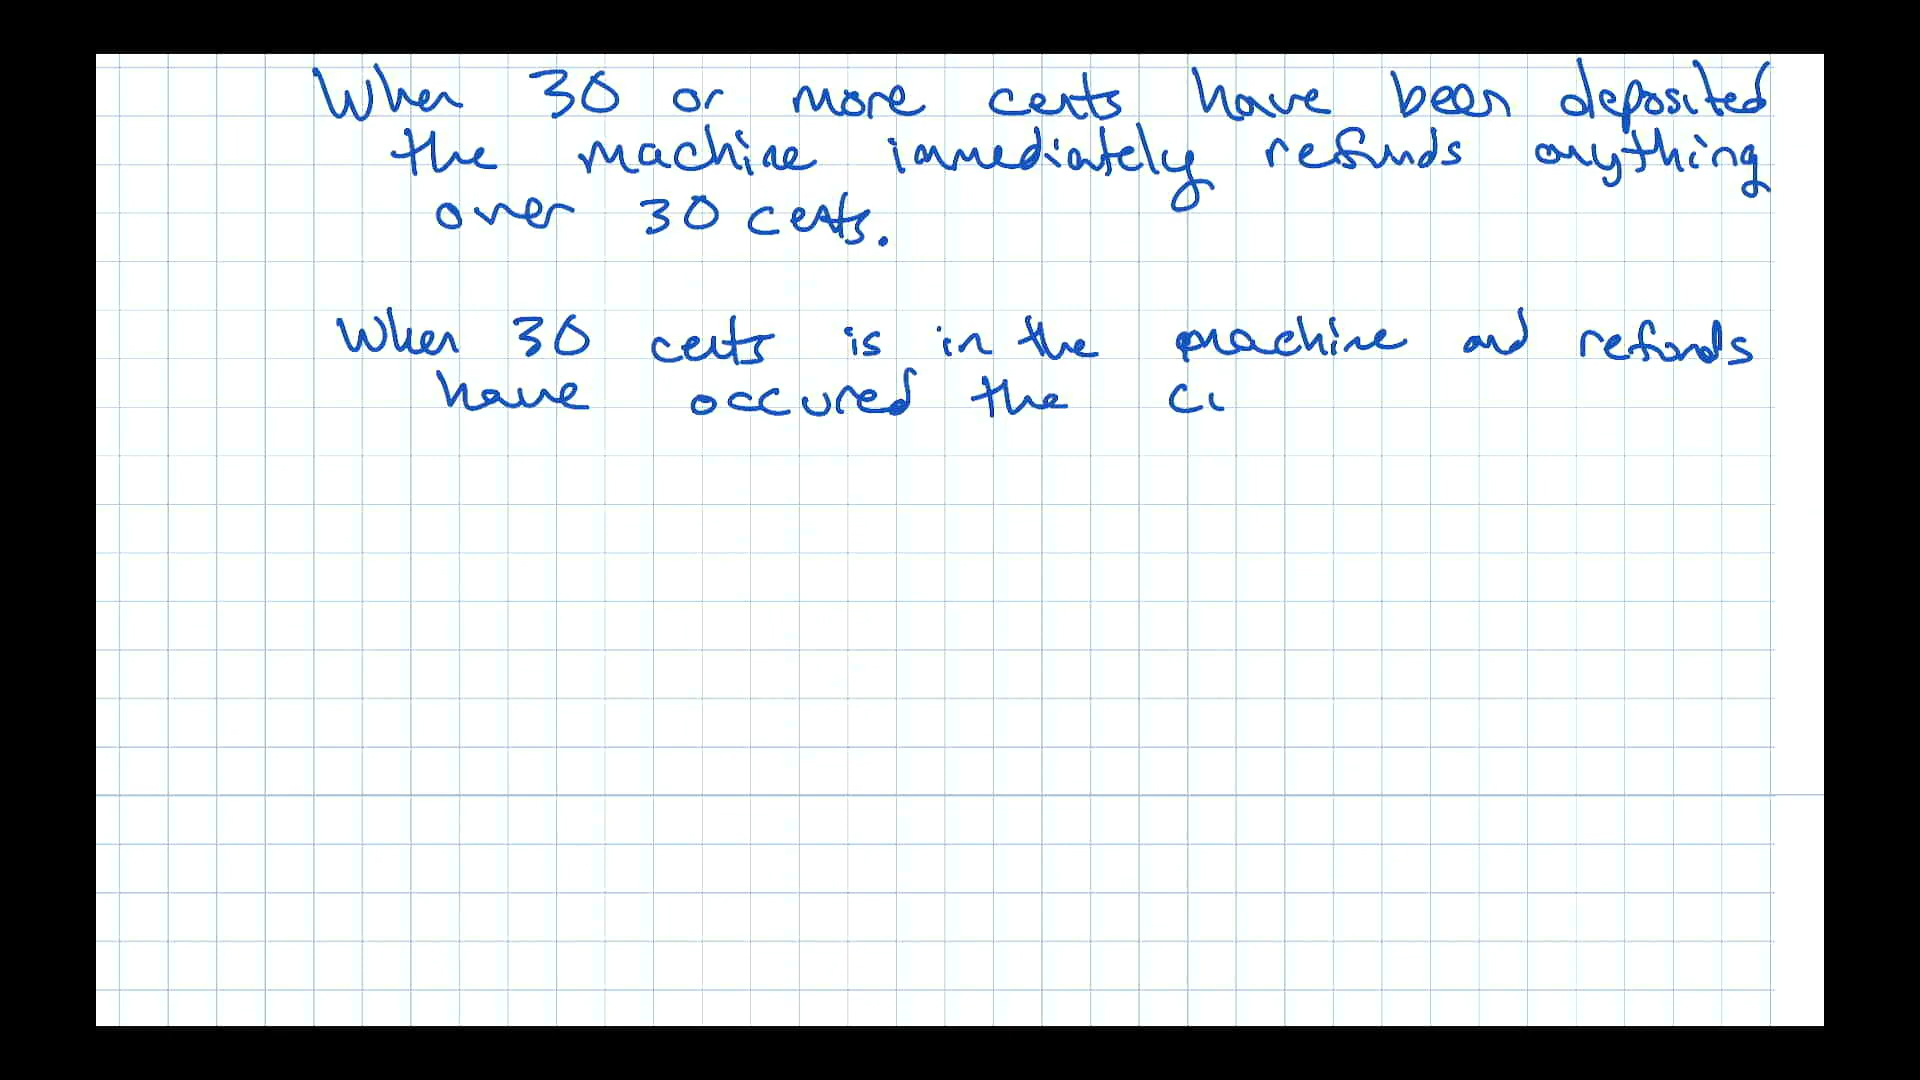 When 30 or more cents have been deposited
the machine immediately refunds anything
over 30 cents.
When 30 cents is in the machine and refunds
have occured the cu